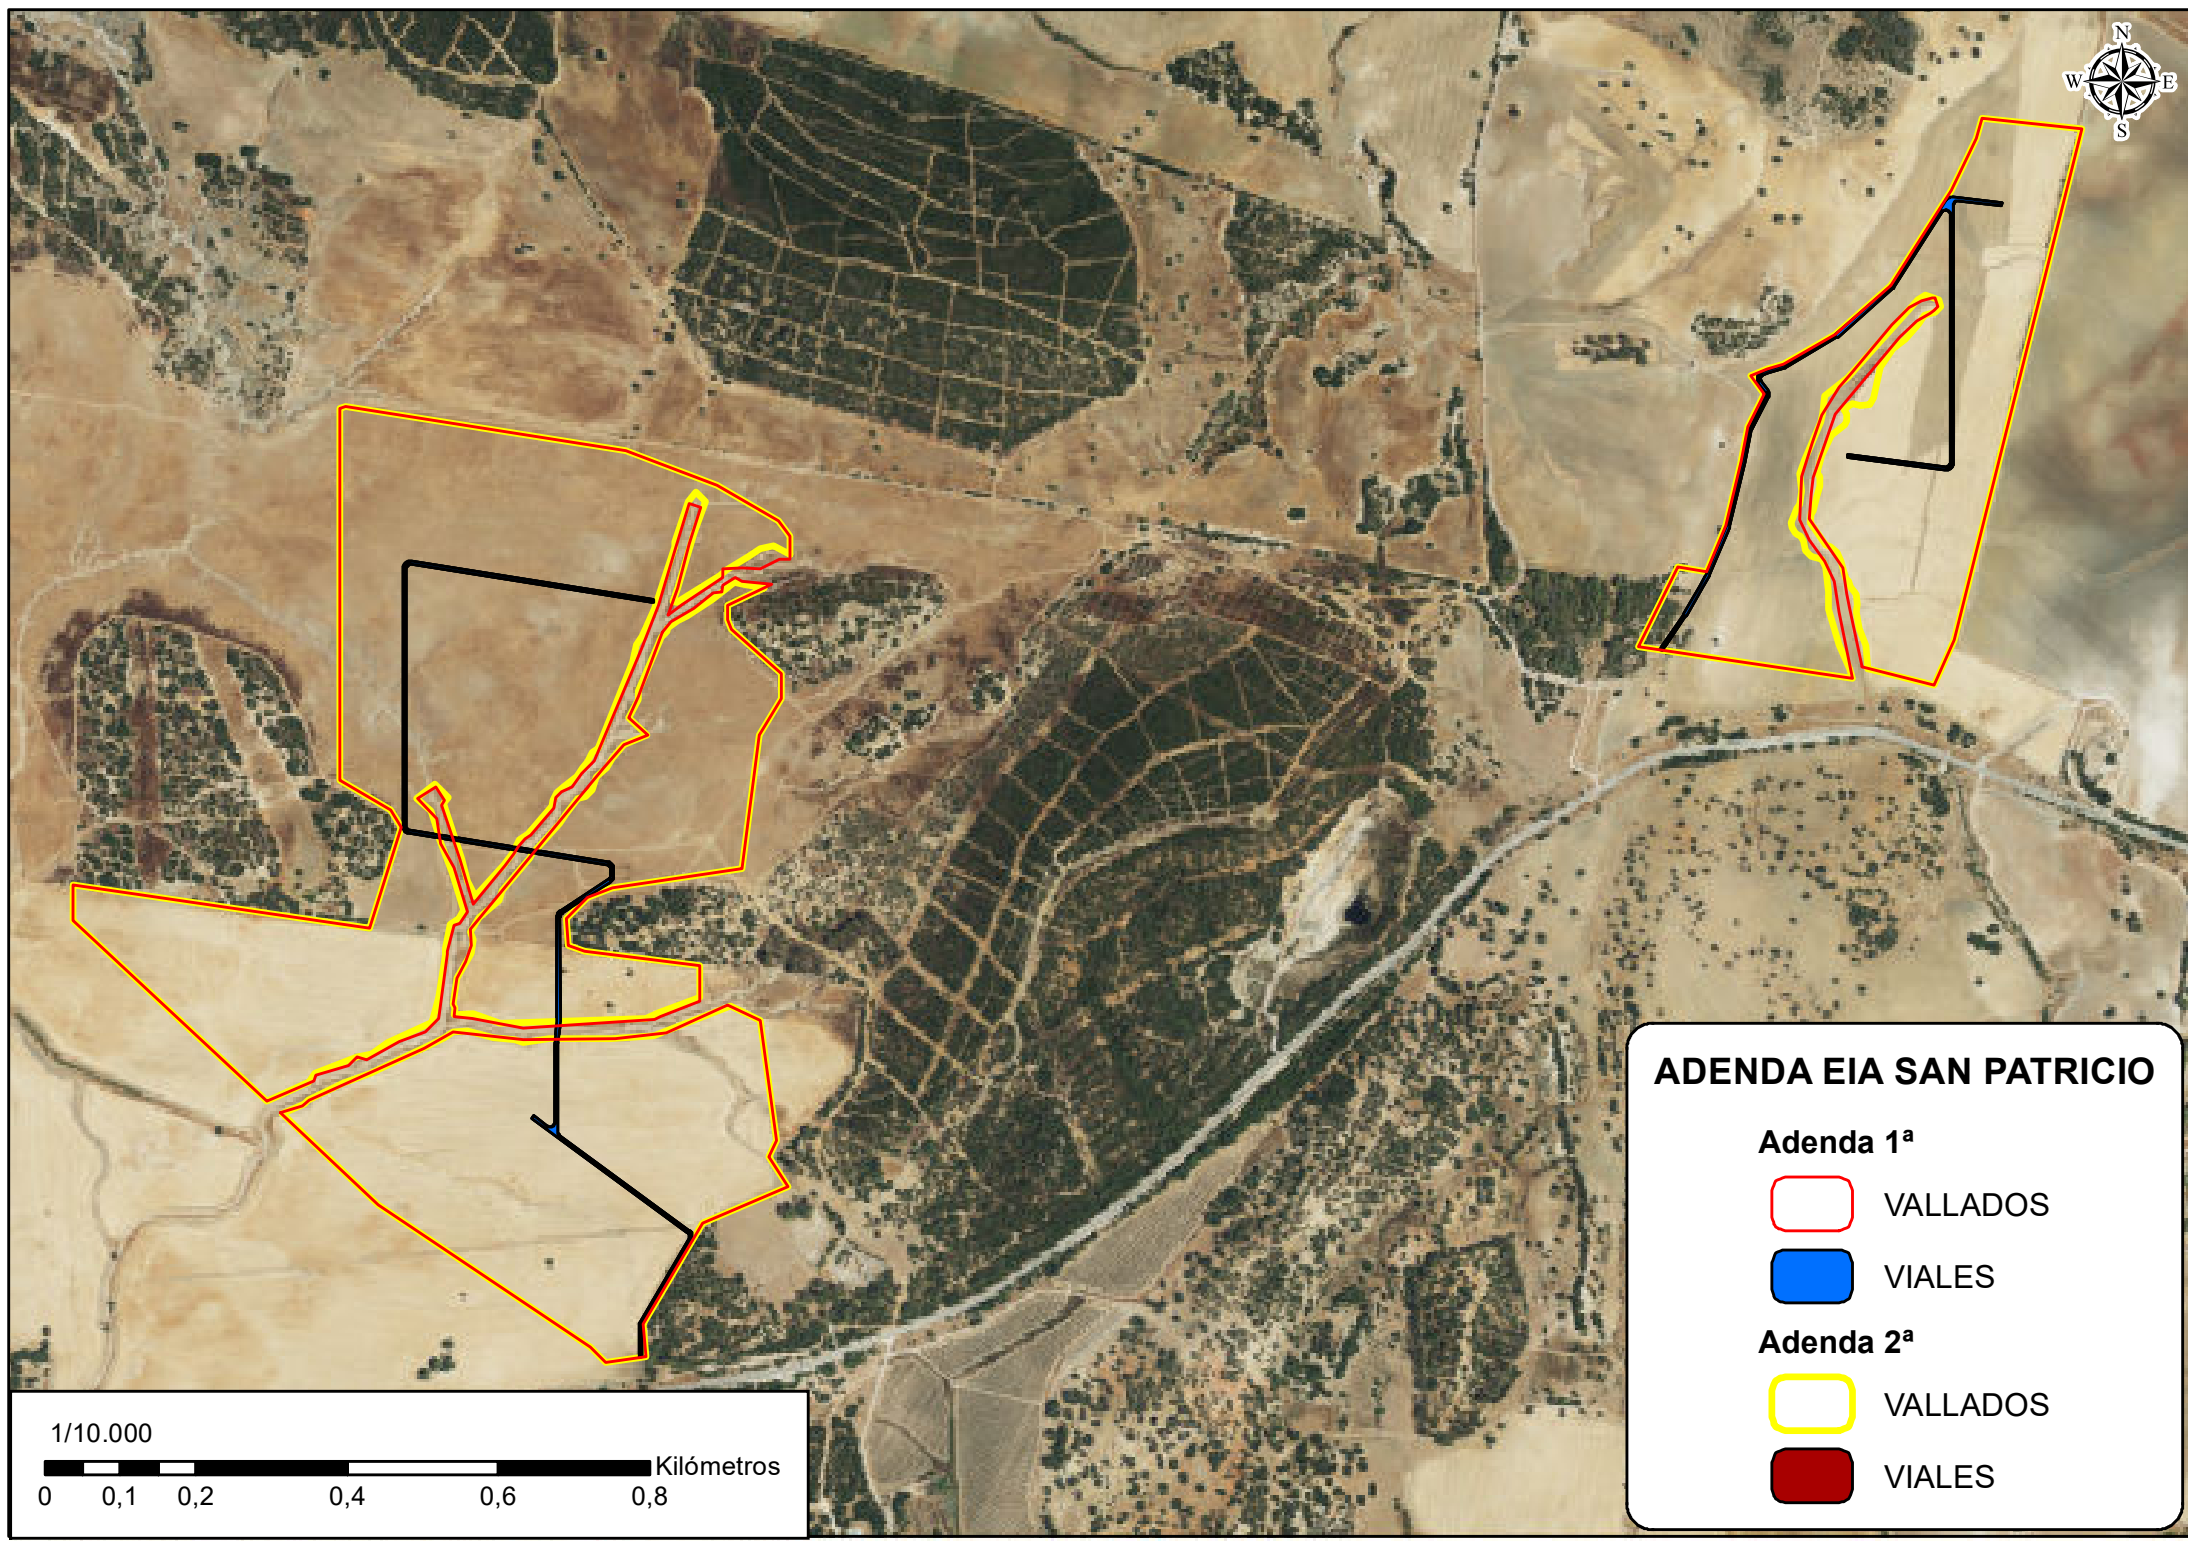 N
W E
S
ADENDA EIA SAN PATRICIO
Adenda 1ª
VALLADOS
VIALES
Adenda 2ª
VALLADOS
VIALES
1/10.000
Kilómetros
0 0,1 0,2 0,4 0,6 0,8